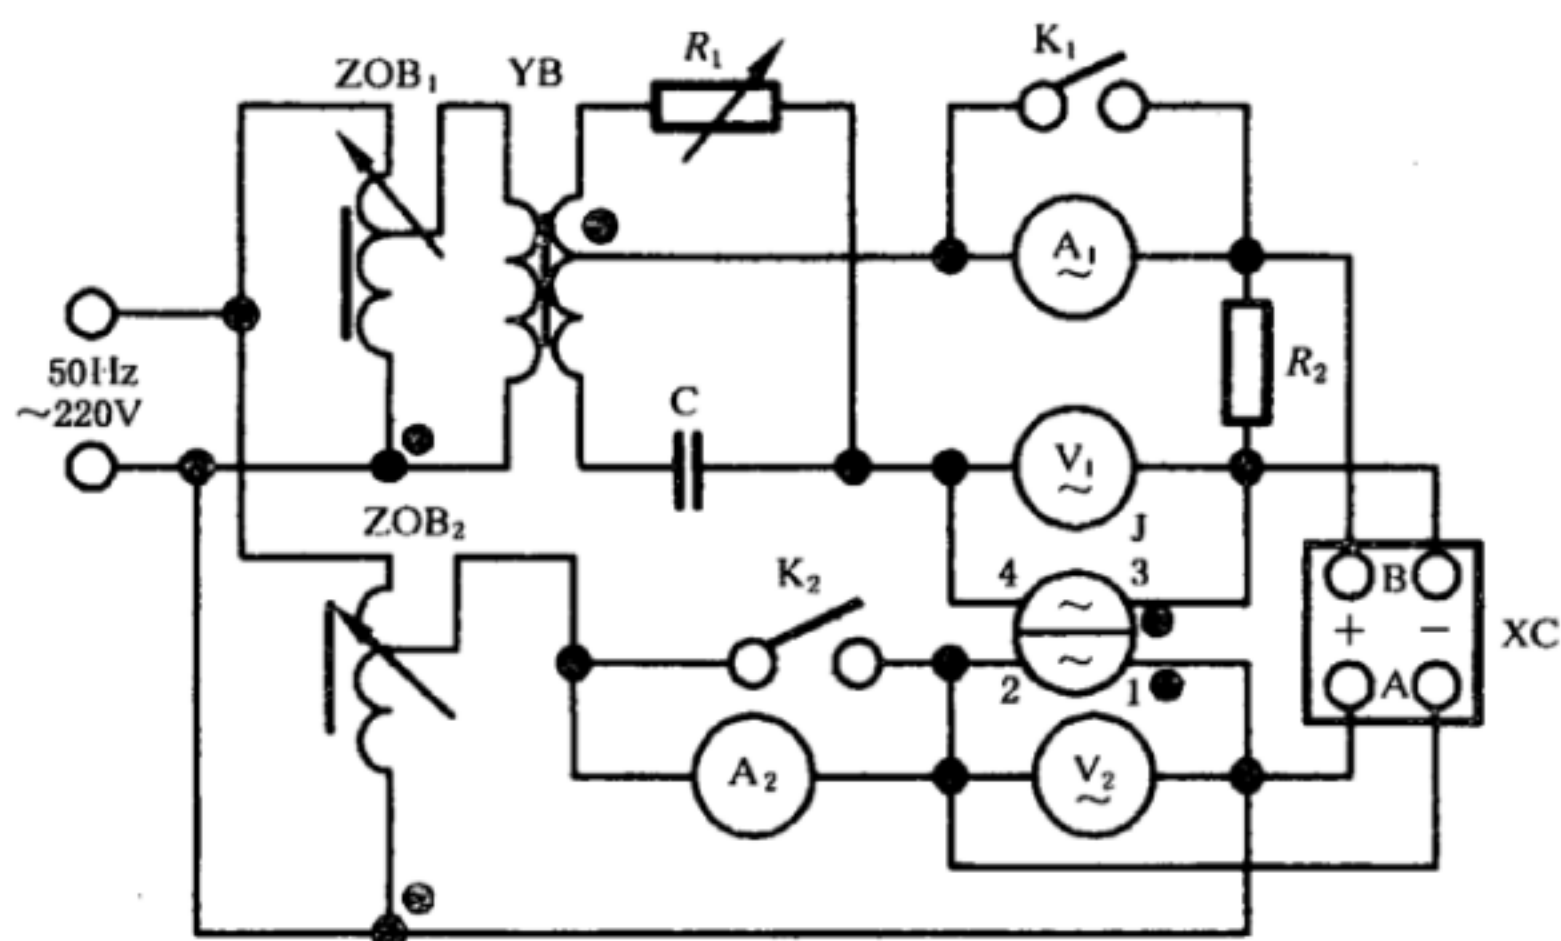 ZOB₁
YB
R₁
K₁
A₁
~
50Hz
~220V
R₂
C
V₁
~
ZOB₂
J
K₂
4
3
~
~
2
1
B
+
−
A
XC
A₂
V₂
~